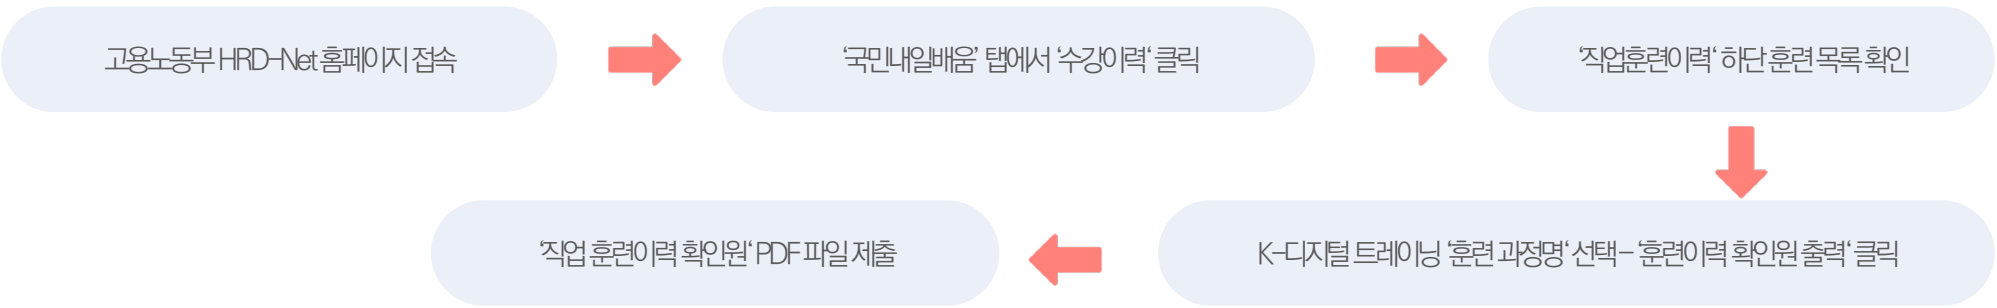 고용노동부 HRD-Net 홈페이지 접속
‘국민내일배움’ 탭에서 ‘수강이력‘ 클릭
‘직업훈련이력‘ 하단 훈련 목록 확인
K-디지털 트레이닝 ‘훈련 과정명‘ 선택 - ‘훈련이력 확인원 출력‘ 클릭
‘직업 훈련이력 확인원‘ PDF 파일 제출